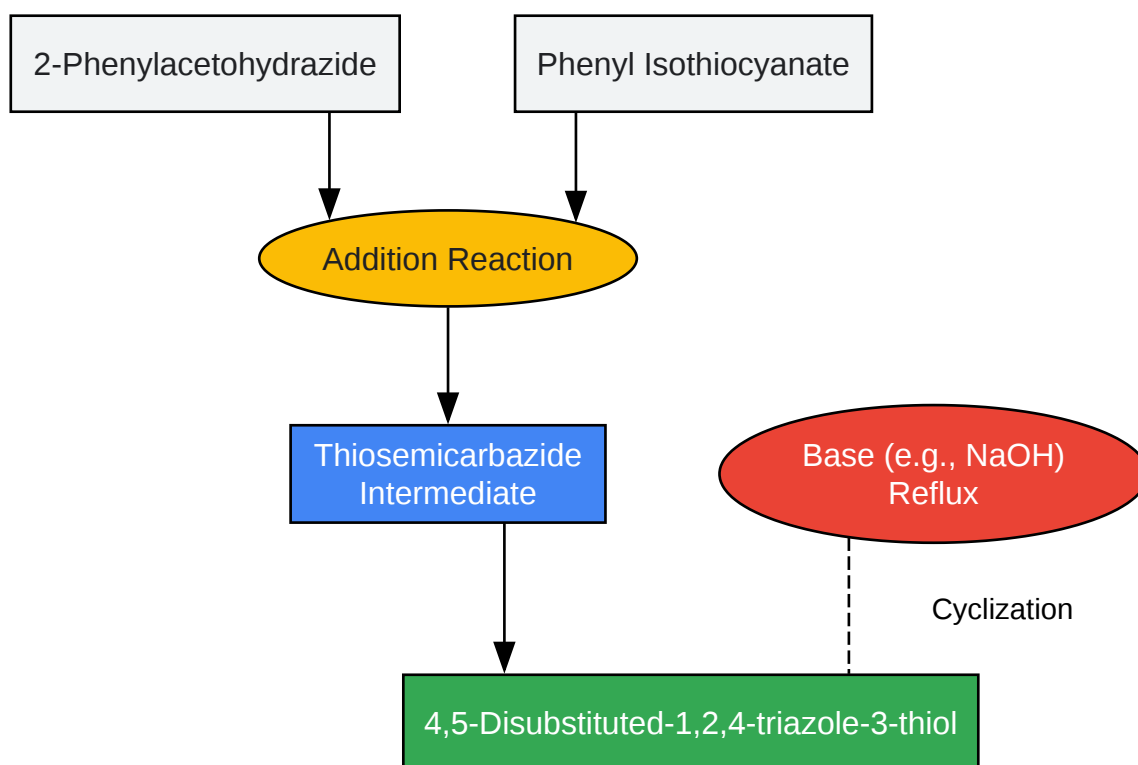 2-Phenylacetohydrazide
Phenyl Isothiocyanate
Addition Reaction
Thiosemicarbazide
Intermediate
Base (e.g., NaOH)
Reflux
Cyclization
4,5-Disubstituted-1,2,4-triazole-3-thiol